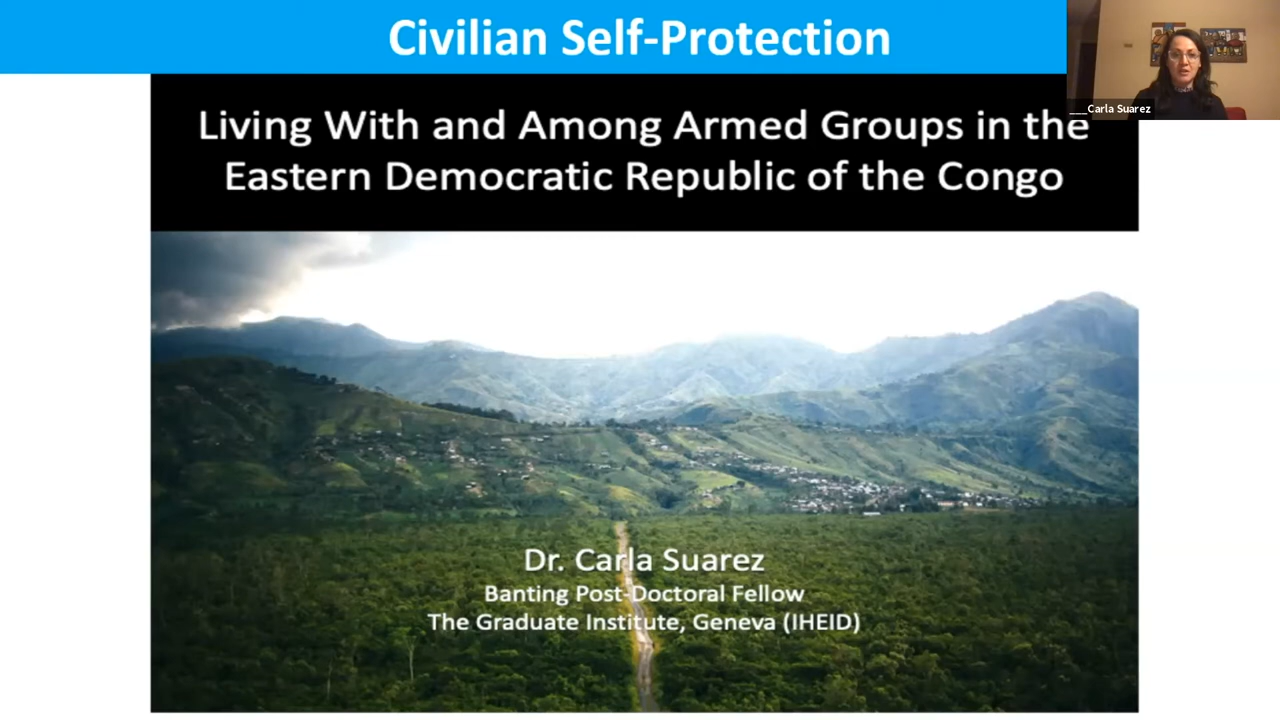 Civilian Self-Protection
___Carla Suarez
Living With and Among Armed Groups in the
Eastern Democratic Republic of the Congo
Dr. Carla Suarez
Banting Post-Doctoral Fellow
The Graduate Institute, Geneva (IHEID)